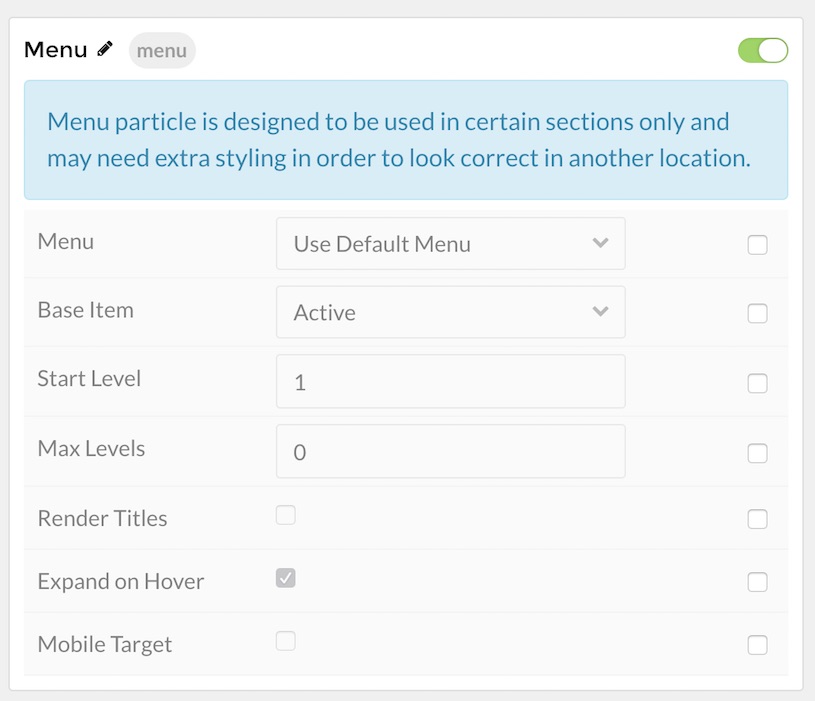 Menu menu
Menu particle is designed to be used in certain sections only and
may need extra styling in order to look correct in another location.
Menu Use Default Menu
Base Item Active
Start Level 1
Max Levels 0
Render Titles
Expand on Hover
Mobile Target